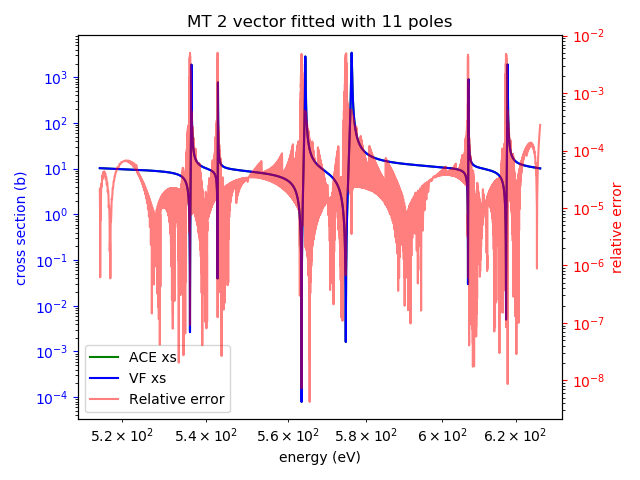 MT 2 vector fitted with 11 poles
cross section (b)
10³
10²
10¹
10⁰
10⁻¹
10⁻²
10⁻³
10⁻⁴
10⁻²
10⁻³
10⁻⁴
10⁻⁵
10⁻⁶
10⁻⁷
10⁻⁸
relative error
ACE xs
VF xs
Relative error
5.2 × 10² 5.4 × 10² 5.6 × 10² 5.8 × 10² 6 × 10² 6.2 × 10²
energy (eV)